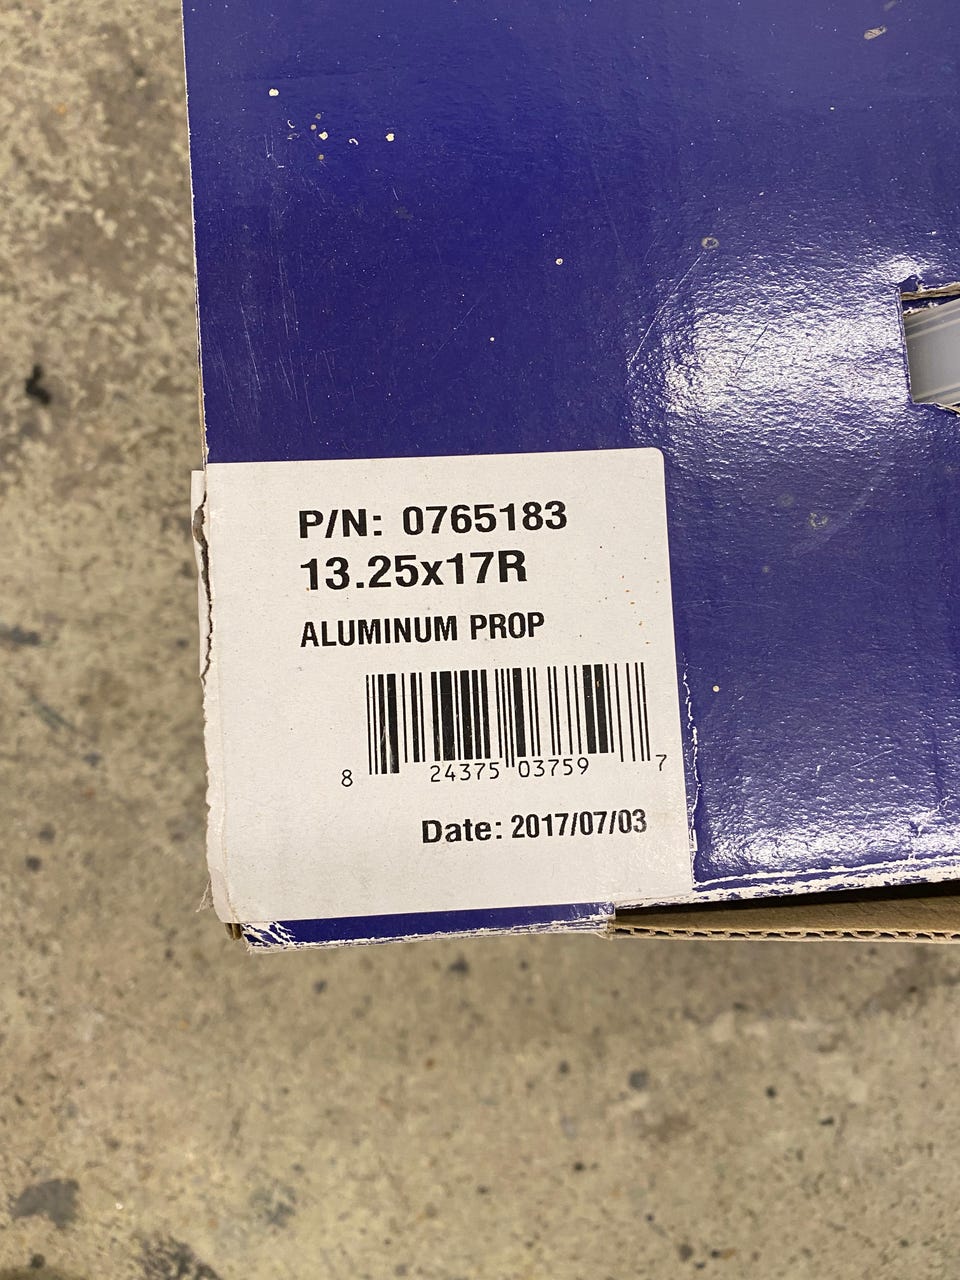 P/N: 0765183
13.25x17R
ALUMINUM PROP
8 24375 03759 7
Date: 2017/07/03